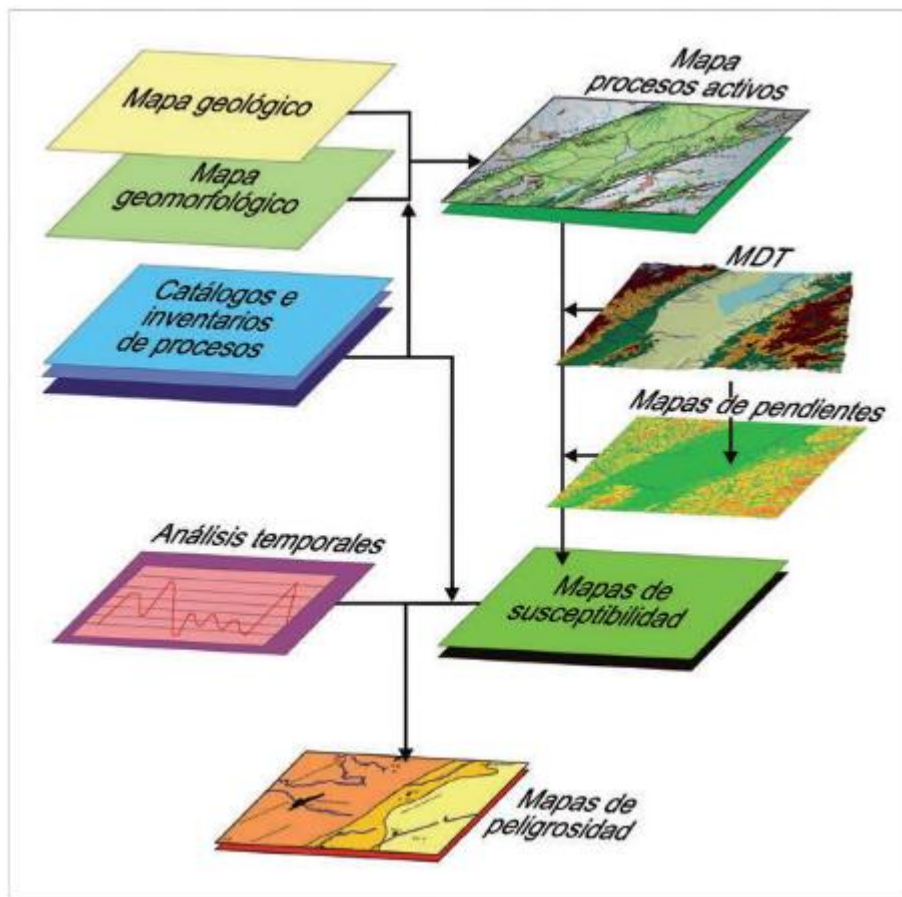 Mapa geológico
Mapa
geomorfológico
Catálogos e
inventarios
de procesos
Mapa
procesos activos
MDT
Mapas de pendientes
Análisis temporales
Mapas de
susceptibilidad
Mapas de
peligrosidad